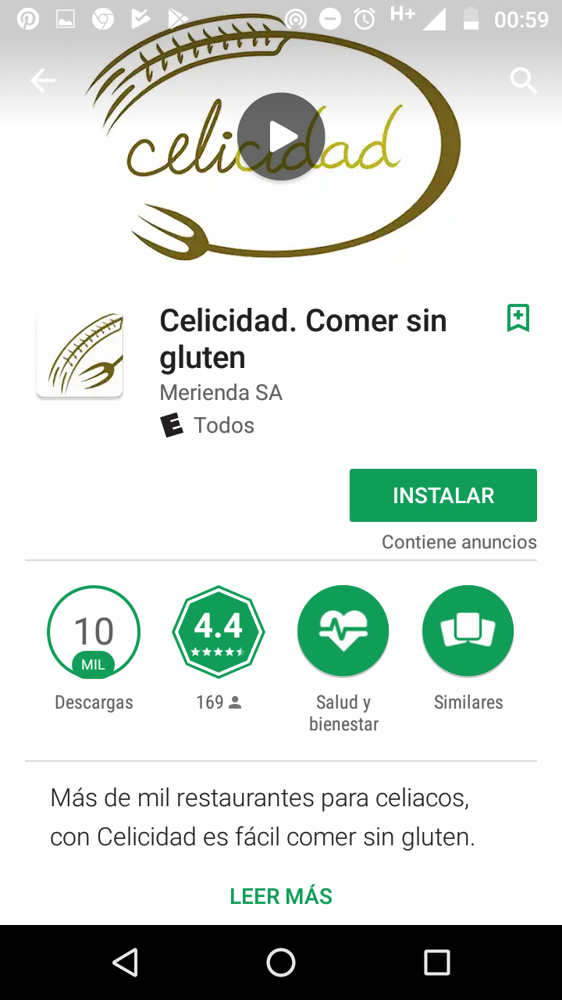 H+ 00:59
celicidad
Celicidad. Comer sin
gluten
Merienda SA
E Todos
INSTALAR
Contiene anuncios
10
MIL
Descargas
4.4
169
Salud y
bienestar
Similares
Más de mil restaurantes para celiacos,
con Celicidad es fácil comer sin gluten.
LEER MÁS